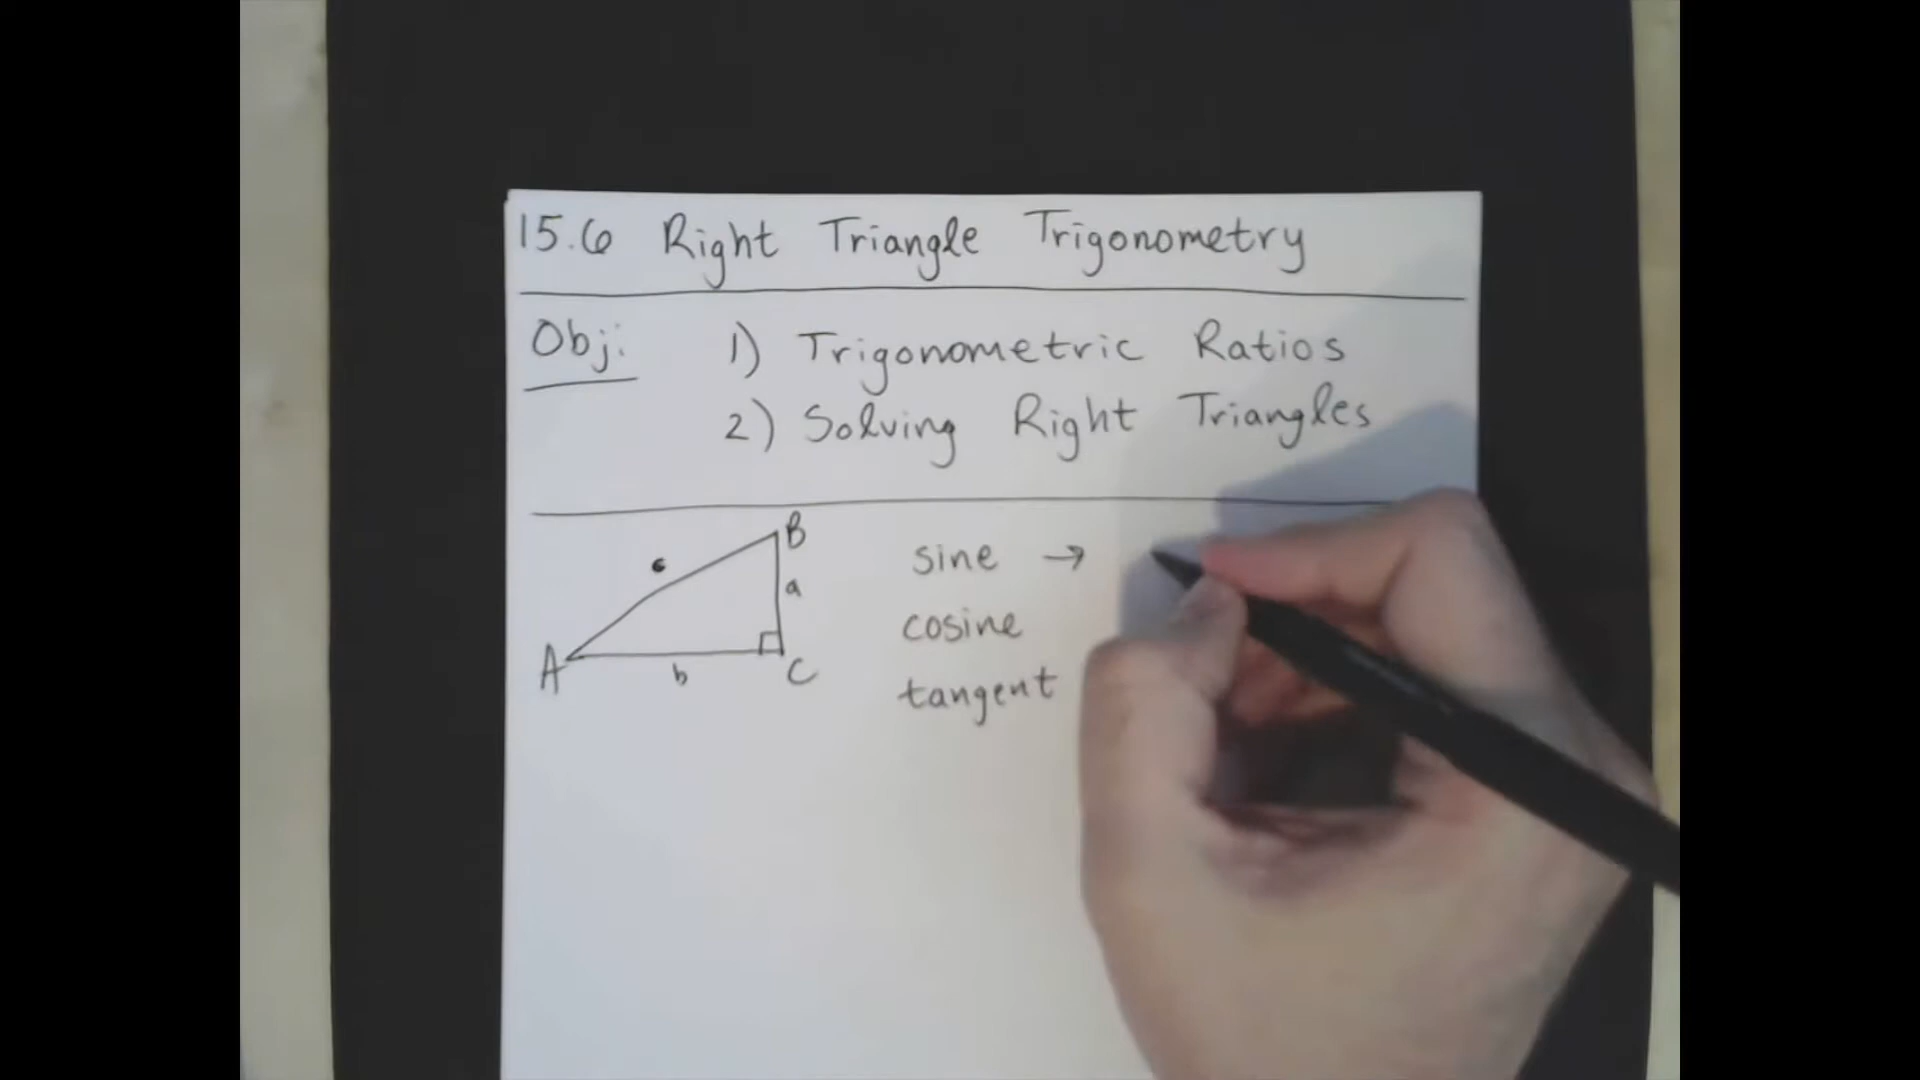 15.6 Right Triangle Trigonometry
Obj: 1) Trigonometric Ratios
2) Solving Right Triangles
B
c
a
A
b
C
sine →
cosine
tangent